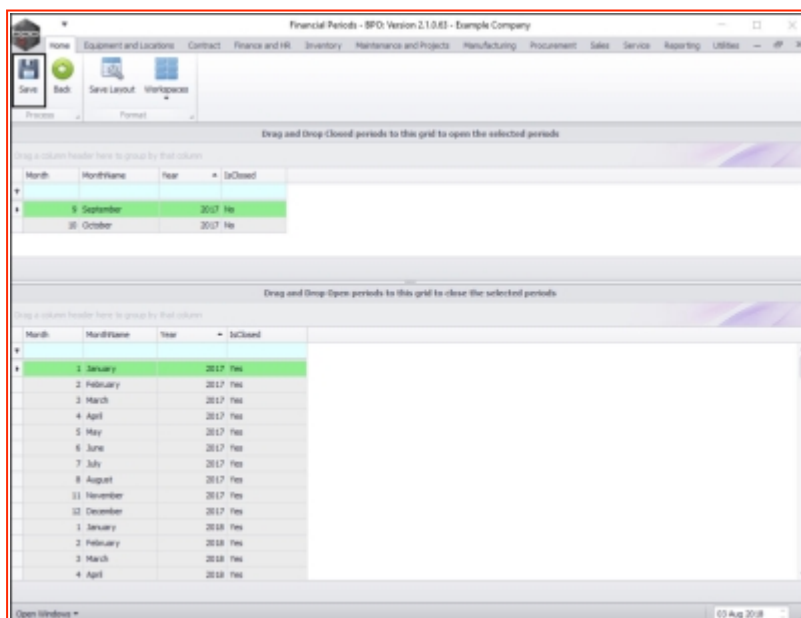 Financial Periods - BPO: Version 2.1.0.63 - Example Company
Home Equipment and Locations Contract Finance and HR Inventory Maintenance and Projects Manufacturing Procurement Sales Service Reporting Utilities
Save Back Save Layout Workspaces
Process Format
Drag and Drop Closed periods to this grid to open the selected periods
Drag a column header here to group by that column
Month MonthName Year IsClosed
9 September 2017 No
10 October 2017 No
Drag and Drop Open periods to this grid to close the selected periods
Drag a column header here to group by that column
Month MonthName Year IsClosed
1 January 2017 Yes
2 February 2017 Yes
3 March 2017 Yes
4 April 2017 Yes
5 May 2017 Yes
6 June 2017 Yes
7 July 2017 Yes
8 August 2017 Yes
11 November 2017 Yes
12 December 2017 Yes
1 January 2018 Yes
2 February 2018 Yes
3 March 2018 Yes
4 April 2018 Yes
Open Windows
03 Aug 2018